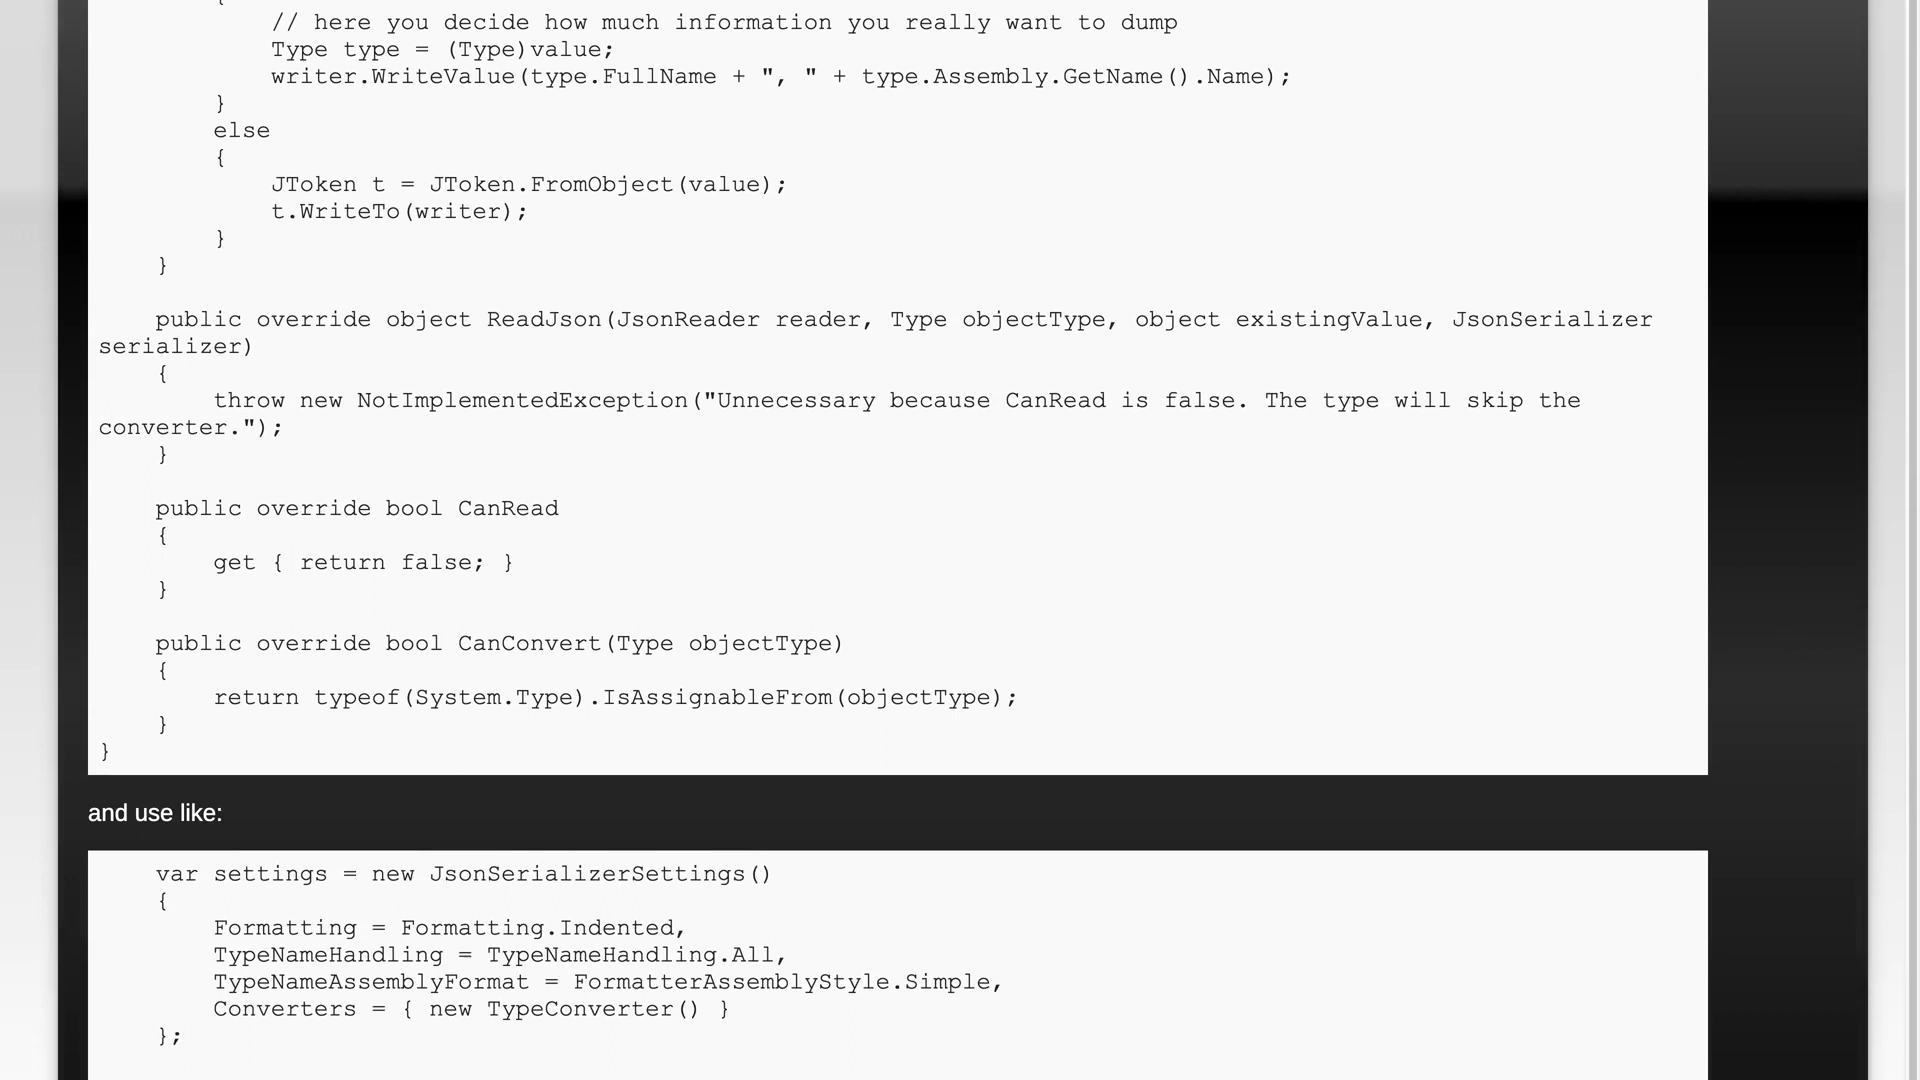 // here you decide how much information you really want to dump
            Type type = (Type)value;
            writer.WriteValue(type.FullName + ", " + type.Assembly.GetName().Name);
        }
        else
        {
            JToken t = JToken.FromObject(value);
            t.WriteTo(writer);
        }
    }

    public override object ReadJson(JsonReader reader, Type objectType, object existingValue, JsonSerializer
serializer)
    {
        throw new NotImplementedException("Unnecessary because CanRead is false. The type will skip the
converter.");
    }

    public override bool CanRead
    {
        get { return false; }
    }

    public override bool CanConvert(Type objectType)
    {
        return typeof(System.Type).IsAssignableFrom(objectType);
    }
}
and use like:
    var settings = new JsonSerializerSettings()
    {
        Formatting = Formatting.Indented,
        TypeNameHandling = TypeNameHandling.All,
        TypeNameAssemblyFormat = FormatterAssemblyStyle.Simple,
        Converters = { new TypeConverter() }
    };